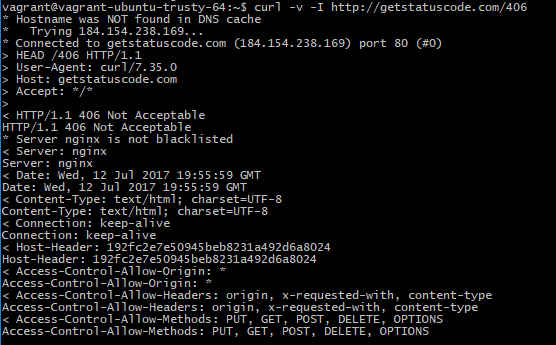 vagrant@vagrant-ubuntu-trusty-64:~$ curl -v -I http://getstatuscode.com/406
* Hostname was NOT found in DNS cache
*   Trying 184.154.238.169...
* Connected to getstatuscode.com (184.154.238.169) port 80 (#0)
> HEAD /406 HTTP/1.1
> User-Agent: curl/7.35.0
> Host: getstatuscode.com
> Accept: */*
>
< HTTP/1.1 406 Not Acceptable
HTTP/1.1 406 Not Acceptable
* Server nginx is not blacklisted
< Server: nginx
Server: nginx
< Date: Wed, 12 Jul 2017 19:55:59 GMT
Date: Wed, 12 Jul 2017 19:55:59 GMT
< Content-Type: text/html; charset=UTF-8
Content-Type: text/html; charset=UTF-8
< Connection: keep-alive
Connection: keep-alive
< Host-Header: 192fc2e7e50945beb8231a492d6a8024
Host-Header: 192fc2e7e50945beb8231a492d6a8024
< Access-Control-Allow-Origin: *
Access-Control-Allow-Origin: *
< Access-Control-Allow-Headers: origin, x-requested-with, content-type
Access-Control-Allow-Headers: origin, x-requested-with, content-type
< Access-Control-Allow-Methods: PUT, GET, POST, DELETE, OPTIONS
Access-Control-Allow-Methods: PUT, GET, POST, DELETE, OPTIONS